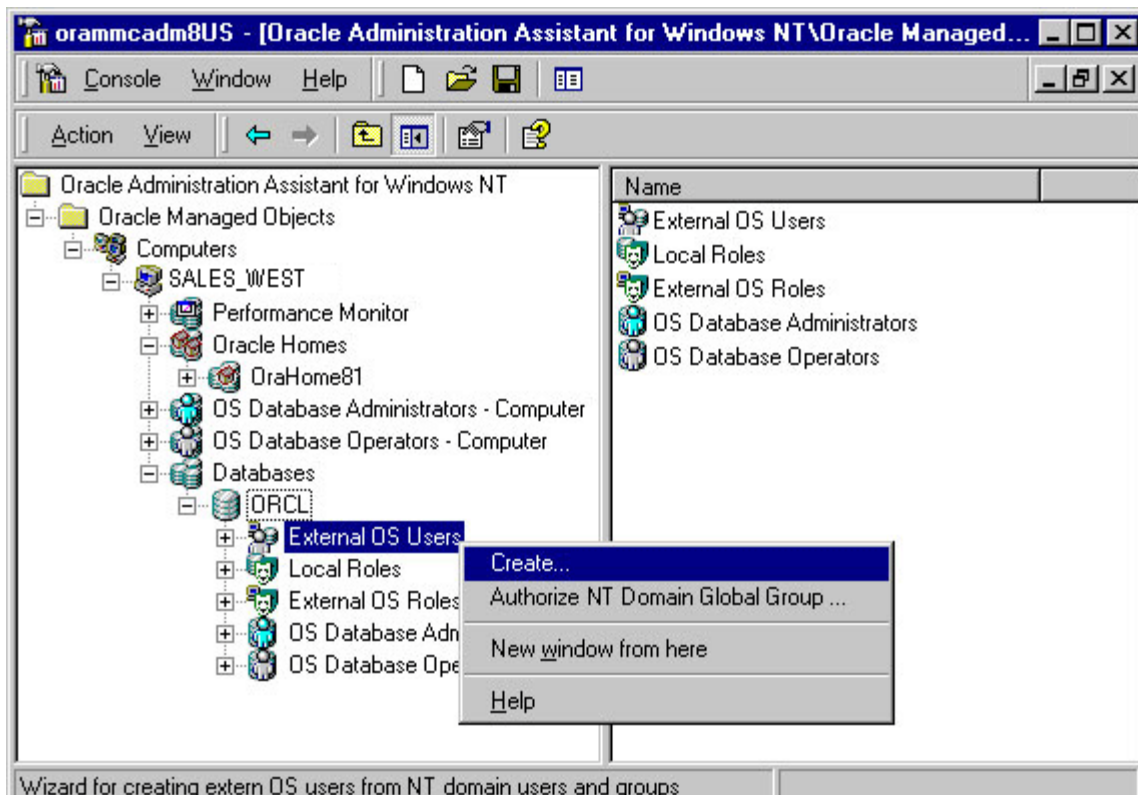 orammcadm8US - [Oracle Administration Assistant for Windows NT\Oracle Managed...
Console Window Help
Action View
Oracle Administration Assistant for Windows NT
Oracle Managed Objects
Computers
SALES_WEST
Performance Monitor
Oracle Homes
OraHome81
OS Database Administrators - Computer
OS Database Operators - Computer
Databases
ORCL
External OS Users
Local Roles
External OS Roles
OS Database Adm
OS Database Ope
Create...
Authorize NT Domain Global Group ...
New window from here
Help
Name
External OS Users
Local Roles
External OS Roles
OS Database Administrators
OS Database Operators
Wizard for creating extern OS users from NT domain users and groups